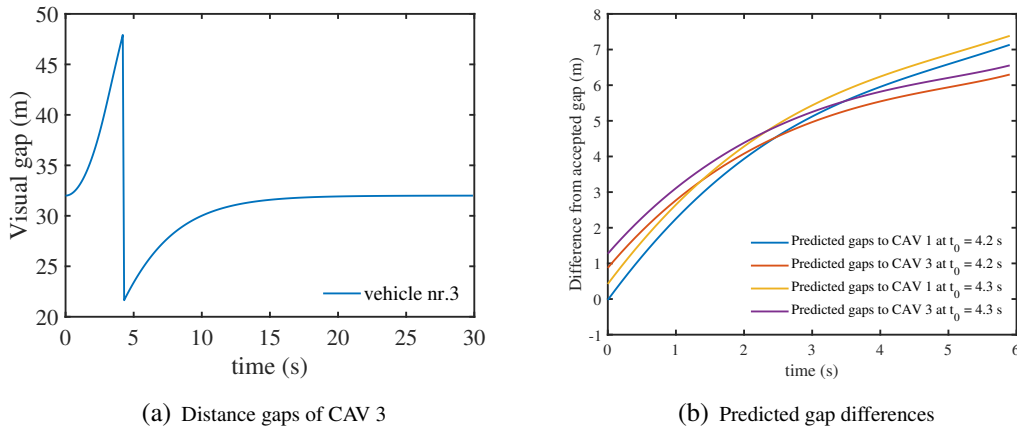 50
45
40
35
30
25
20
Visual gap (m)
vehicle nr.3
0 5 10 15 20 25 30
time (s)
(a) Distance gaps of CAV 3
8
7
6
5
4
3
2
1
0
-1
Difference from accepted gap (m)
Predicted gaps to CAV 1 at t0 = 4.2 s
Predicted gaps to CAV 3 at t0 = 4.2 s
Predicted gaps to CAV 1 at t0 = 4.3 s
Predicted gaps to CAV 3 at t0 = 4.3 s
0 1 2 3 4 5 6
time (s)
(b) Predicted gap differences